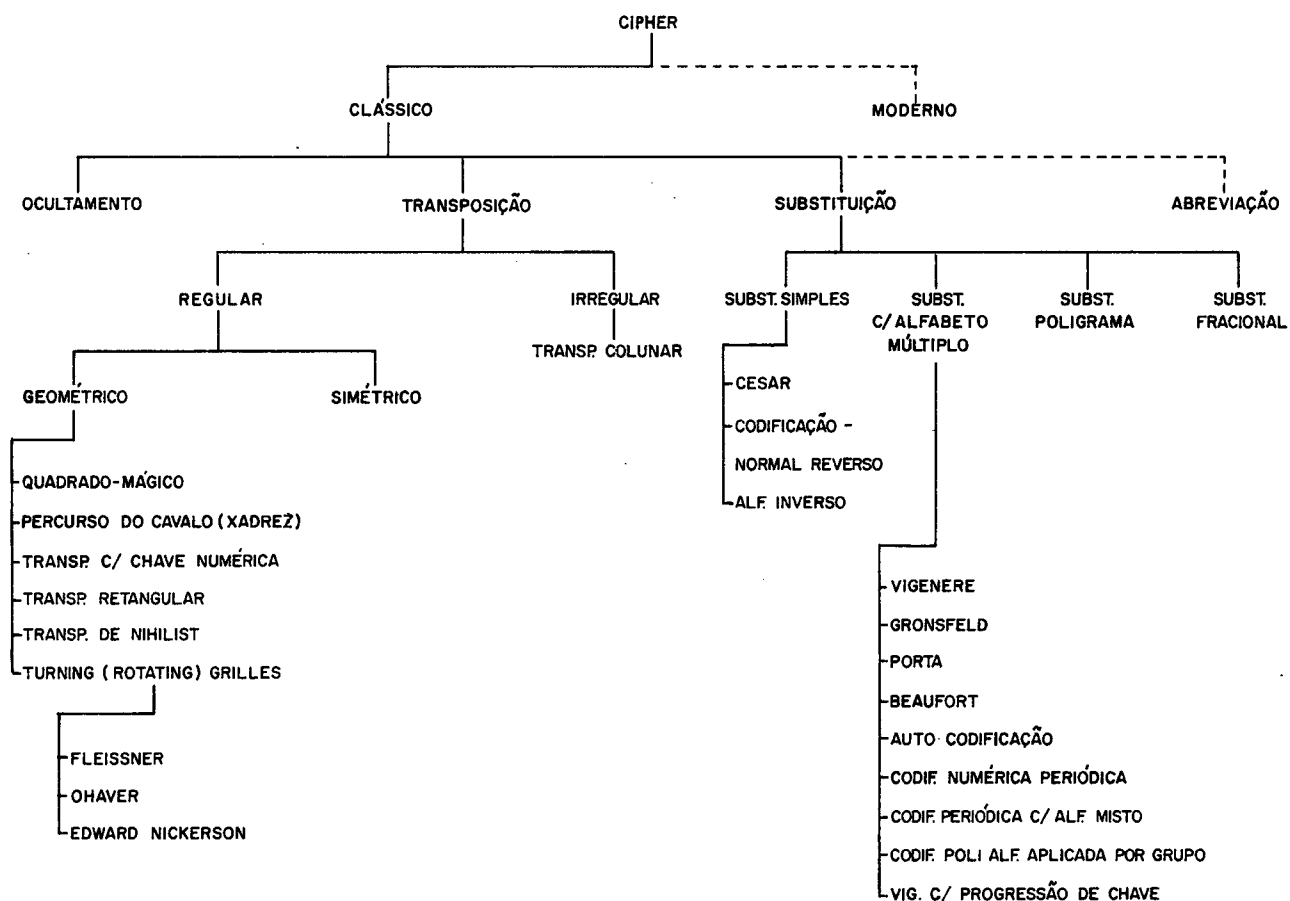 CIPHER
CLÁSSICO
MODERNO
OCULTAMENTO
TRANSPOSIÇÃO
SUBSTITUIÇÃO
ABREVIAÇÃO
REGULAR
IRREGULAR
TRANSP. COLUNAR
SUBST. SIMPLES
SUBST.
C/ALFABETO
MÚLTIPLO
SUBST.
POLIGRAMA
SUBST.
FRACIONAL
GEOMÉTRICO
SIMÉTRICO
QUADRADO-MÁGICO
PERCURSO DO CAVALO (XADREZ)
TRANSP. C/ CHAVE NUMÉRICA
TRANSP. RETANGULAR
TRANSP. DE NIHILIST
TURNING (ROTATING) GRILLES
FLEISSNER
OHAVER
EDWARD NICKERSON
CESAR
CODIFICAÇÃO -
NORMAL REVERSO
ALF. INVERSO
VIGENERE
GRONSFELD
PORTA
BEAUFORT
AUTO CODIFICAÇÃO
CODIF. NUMÉRICA PERIÓDICA
CODIF. PERIÓDICA C/ ALF. MISTO
CODIF. POLI ALF. APLICADA POR GRUPO
VIG. C/ PROGRESSÃO DE CHAVE